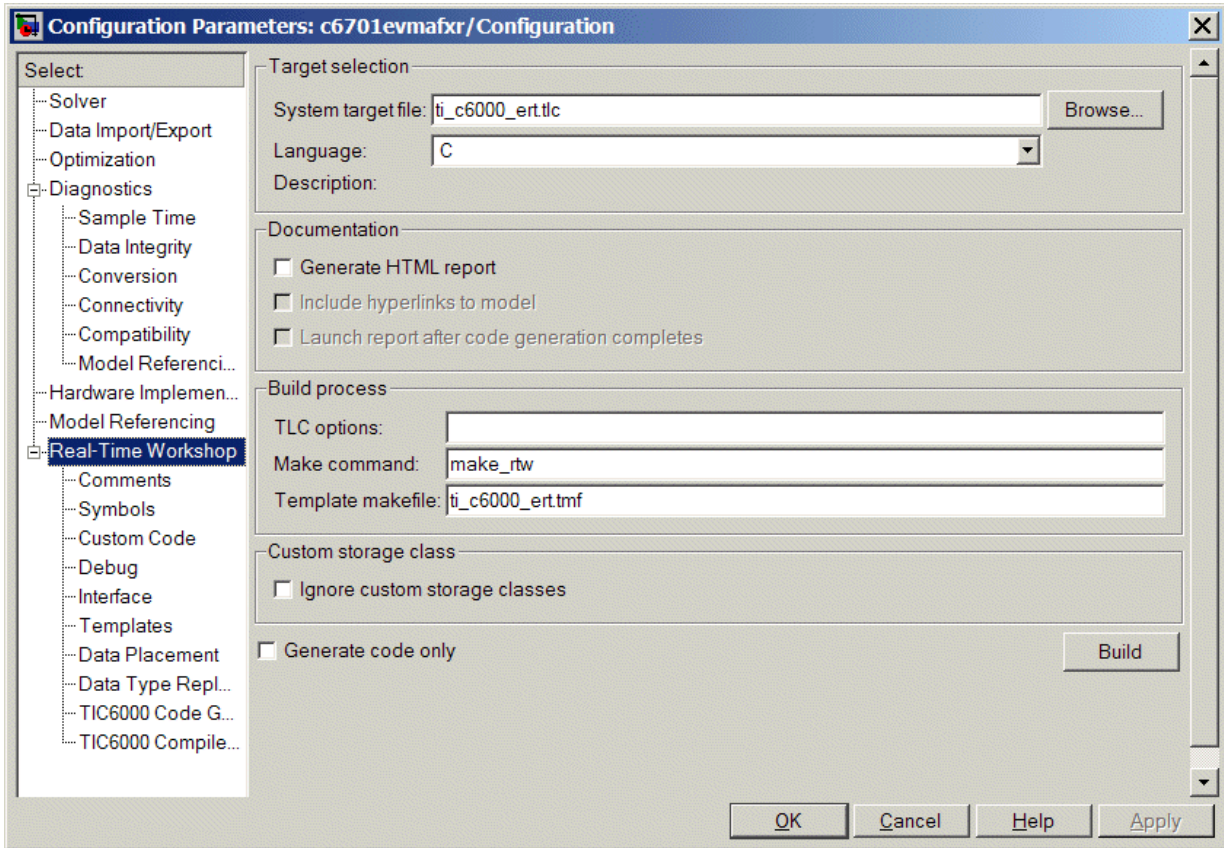 Configuration Parameters: c6701evmafxr/Configuration
Select:
Solver
Data Import/Export
Optimization
Diagnostics
Sample Time
Data Integrity
Conversion
Connectivity
Compatibility
Model Referenci...
Hardware Implemen...
Model Referencing
Real-Time Workshop
Comments
Symbols
Custom Code
Debug
Interface
Templates
Data Placement
Data Type Repl...
TIC6000 Code G...
TIC6000 Compile...
Target selection
System target file: ti_c6000_ert.tlc Browse...
Language: C
Description:
Documentation
Generate HTML report
Include hyperlinks to model
Launch report after code generation completes
Build process
TLC options:
Make command: make_rtw
Template makefile: ti_c6000_ert.tmf
Custom storage class
Ignore custom storage classes
Generate code only Build
OK Cancel Help Apply